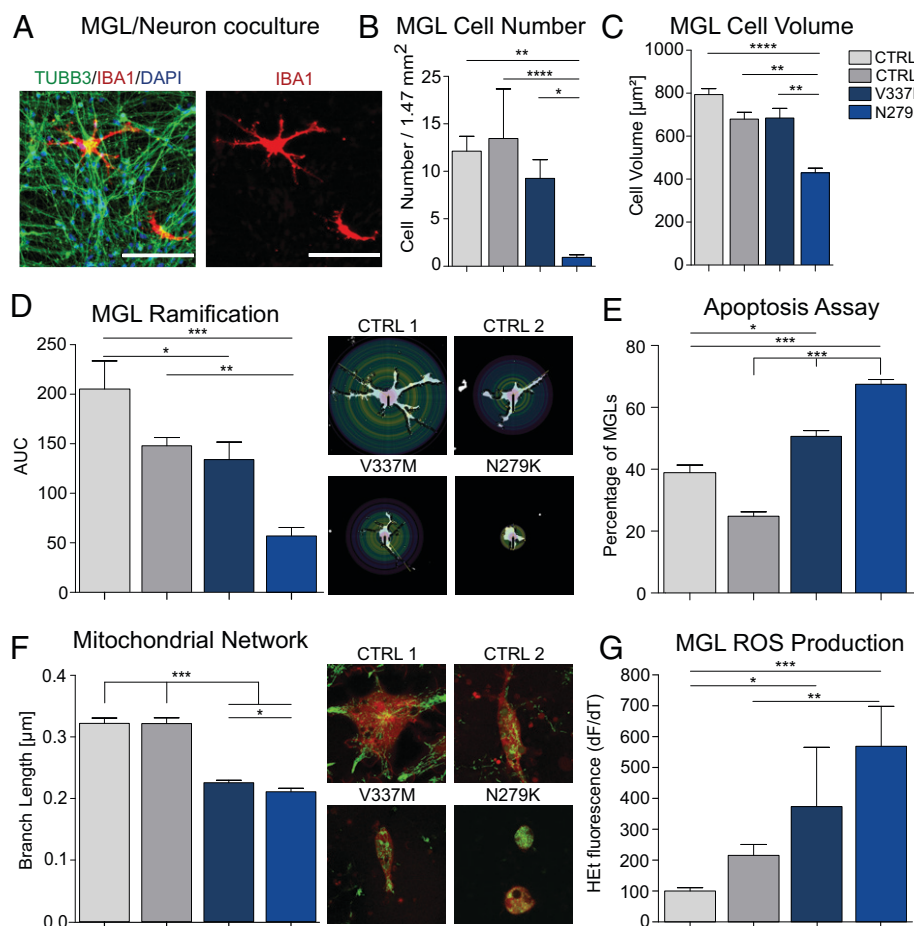 A
MGL/Neuron coculture
TUBB3/IBA1/DAPI
IBA1
B
MGL Cell Number
Cell Number / 1.47 mm²
15
12
10
5
0
**
****
*
C
MGL Cell Volume
Cell Volume [µm²]
800
600
400
200
0
****
**
**
CTRL
CTRL
V337
N279
D
MGL Ramification
AUC
250
200
150
100
50
0
***
*
**
CTRL 1
CTRL 2
V337M
N279K
E
Apoptosis Assay
Percentage of MGLs
80
60
40
20
0
*
***
***
F
Mitochondrial Network
Branch Length [µm]
0.4
0.3
0.2
0.1
0.0
***
*
CTRL 1
CTRL 2
V337M
N279K
G
MGL ROS Production
HEt fluorescence (dF/dT)
800
700
600
500
400
300
200
100
0
***
*
**